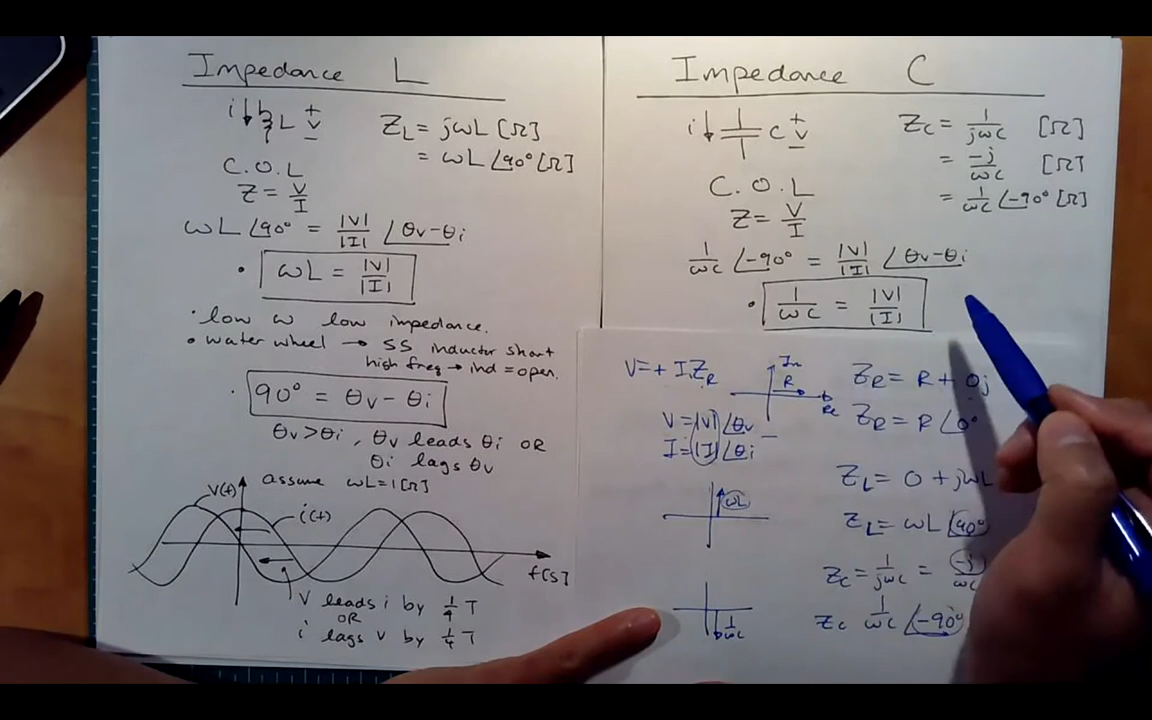 Impedance L
i L + v -
Z_L = jωL [Ω]
= ωL ∠90° [Ω]
C.O.L
Z = V/I
ωL ∠90° = |V|/|I| ∠θv-θi
• ωL = |V|/|I|
• low ω low impedance.
• water wheel → SS inductor short
high freq → ind = open.
• 90° = θv - θi
θv > θi, θv leads θi OR
θi lags θv
assume ωL = 1 [Ω]
v(t)
i(t)
t[s]
V leads i by 1/4 T
OR
i lags v by 1/4 T
Impedance C
i C + v -
Z_C = 1/jωC [Ω]
= -j/ωC [Ω]
= 1/ωC ∠-90° [Ω]
C.O.L
Z = V/I
1/ωC ∠-90° = |V|/|I| ∠θv-θi
• 1/ωC = |V|/|I|
V = + I Z_R
Im
R
Re
Z_R = R + 0j
Z_R = R ∠0°
V = |V| ∠θv
I = |I| ∠θi
Z_L = 0 + jωL
ωL
Z_L = ωL ∠90°
Z_C = 1/jωC = -j/ωC
1/ωC
Z_C 1/ωC ∠-90°